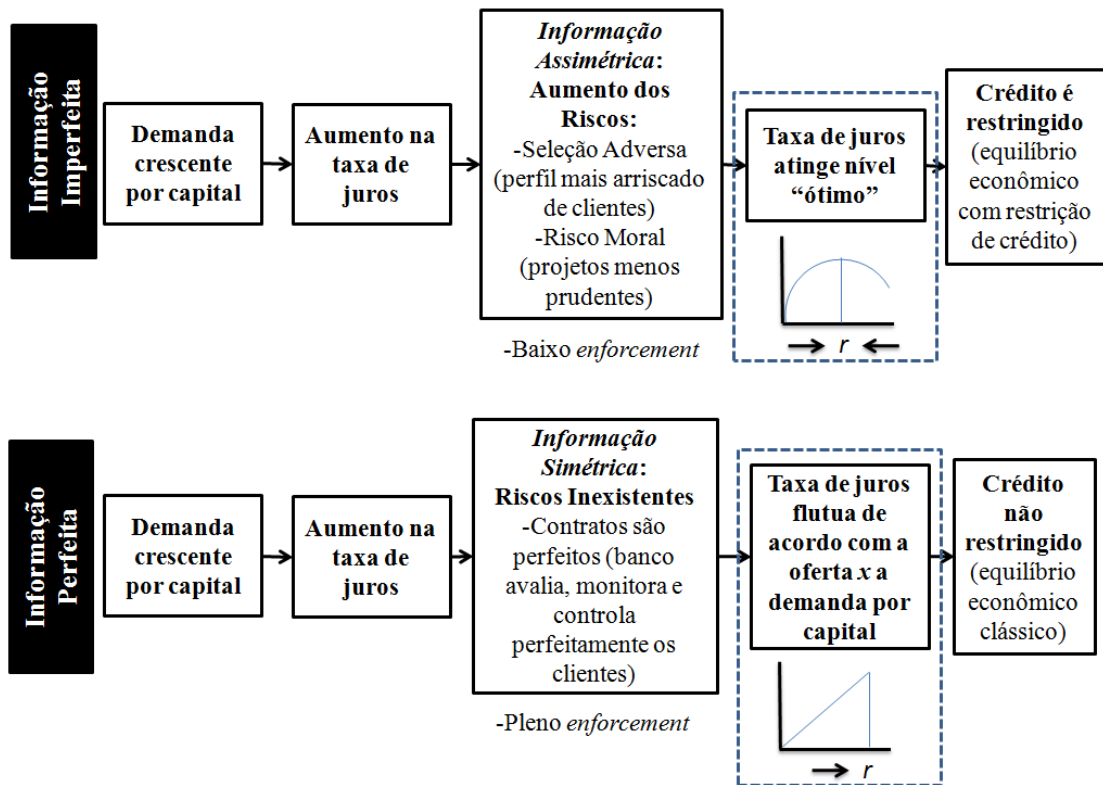 Informação
Imperfeita
Demanda
crescente
por capital
Aumento na
taxa de
juros
Informação
Assimétrica:
Aumento dos
Riscos:
-Seleção Adversa
(perfil mais arriscado
de clientes)
-Risco Moral
(projetos menos
prudentes)
-Baixo enforcement
Taxa de juros
atinge nível
“ótimo”
r
Crédito é
restringido
(equilíbrio
econômico
com restrição
de crédito)
Informação
Perfeita
Demanda
crescente
por capital
Aumento na
taxa de
juros
Informação
Simétrica:
Riscos Inexistentes
-Contratos são
perfeitos (banco
avalia, monitora e
controla
perfeitamente os
clientes)
-Pleno enforcement
Taxa de juros
flutua de
acordo com a
oferta x a
demanda por
capital
r
Crédito
não
restringido
(equilíbrio
econômico
clássico)